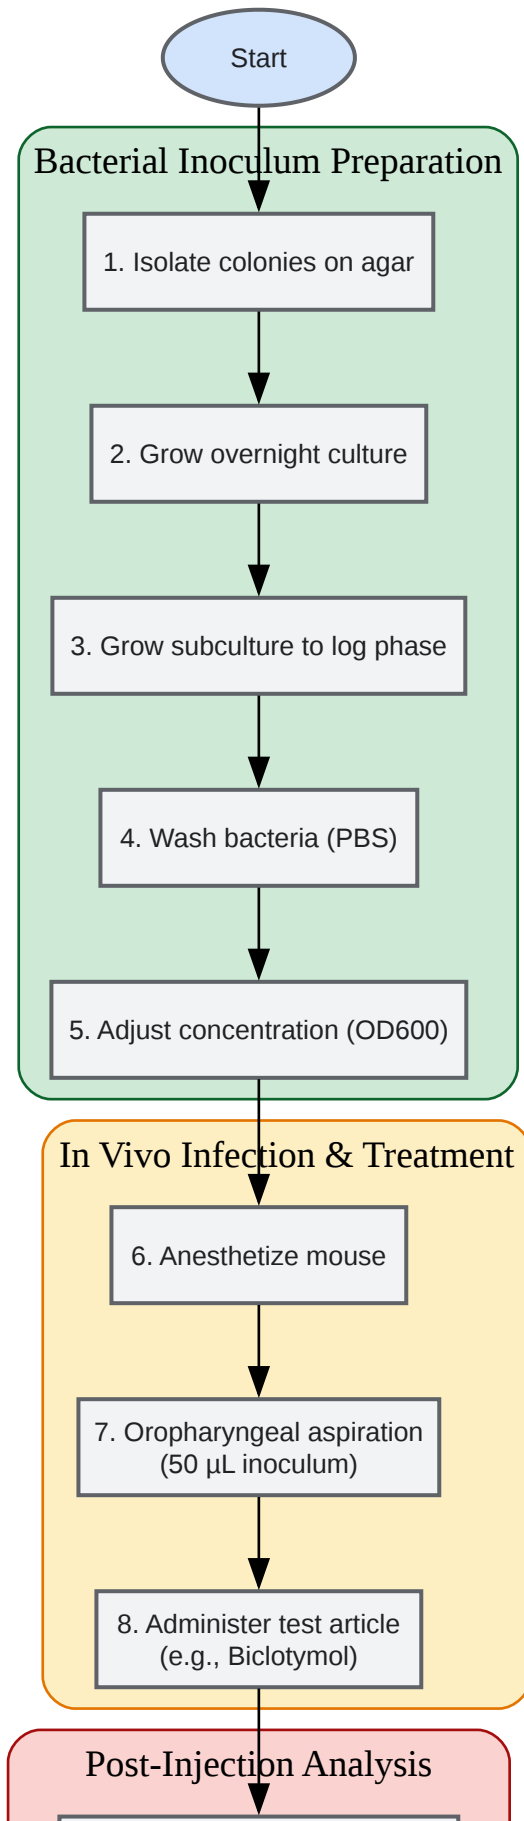 Start
Bacterial Inoculum Preparation
1. Isolate colonies on agar
2. Grow overnight culture
3. Grow subculture to log phase
4. Wash bacteria (PBS)
5. Adjust concentration (OD600)
In Vivo Infection & Treatment
6. Anesthetize mouse
7. Oropharyngeal aspiration
(50 µL inoculum)
8. Administer test article
(e.g., Biclotymol)
Post-Injection Analysis